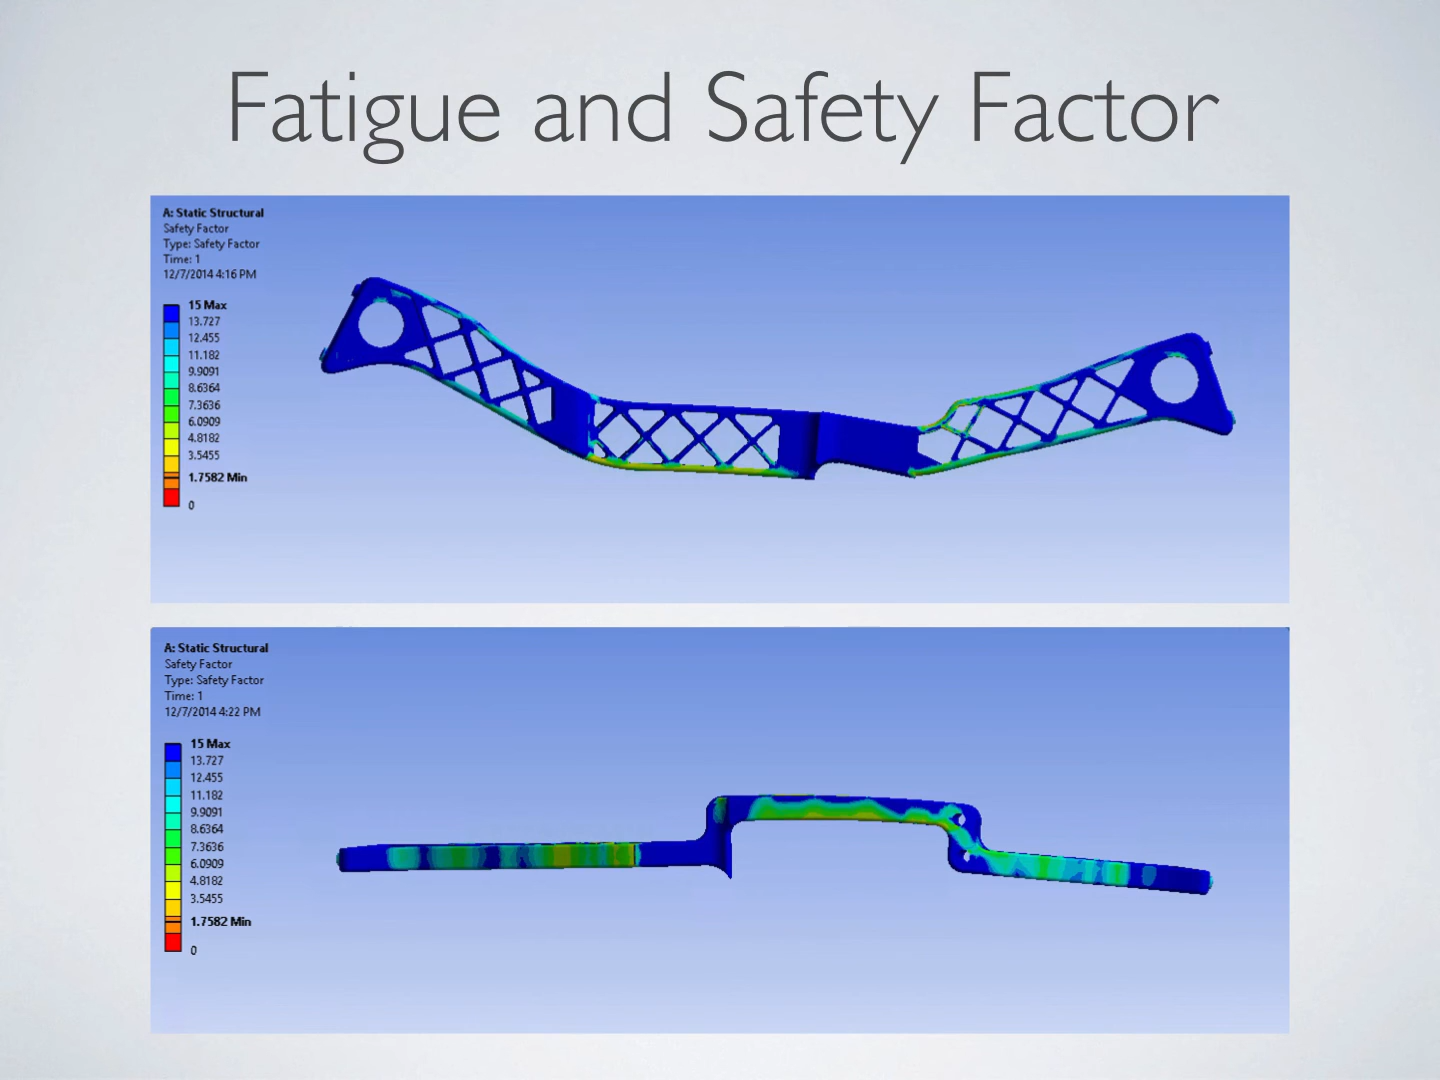 Fatigue and Safety Factor
A: Static Structural
Safety Factor
Type: Safety Factor
Time: 1
12/7/2014 4:16 PM
15 Max
13.727
12.455
11.182
9.9091
8.6364
7.3636
6.0909
4.8182
3.5455
1.7582 Min
0
A: Static Structural
Safety Factor
Type: Safety Factor
Time: 1
12/7/2014 4:22 PM
15 Max
13.727
12.455
11.182
9.9091
8.6364
7.3636
6.0909
4.8182
3.5455
1.7582 Min
0